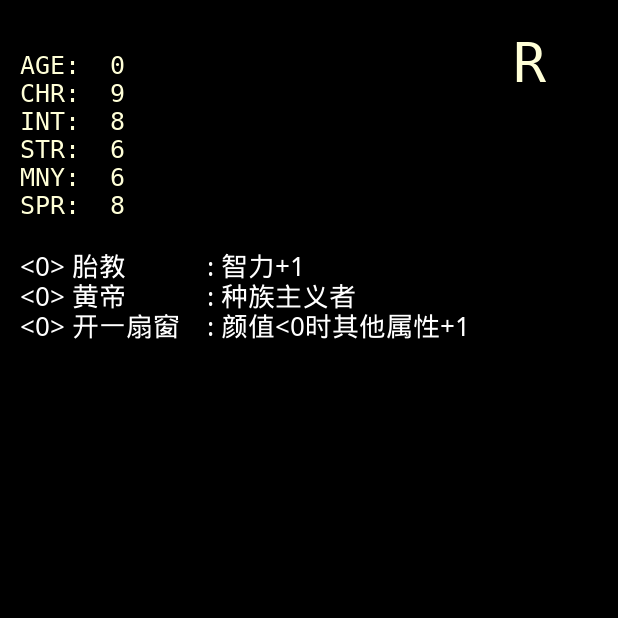 R
AGE: 0
CHR: 9
INT: 8
STR: 6
MNY: 6
SPR: 8
<0> 胎教 : 智力+1
<0> 黄帝 : 种族主义者
<0> 开一扇窗 : 颜值<0时其他属性+1